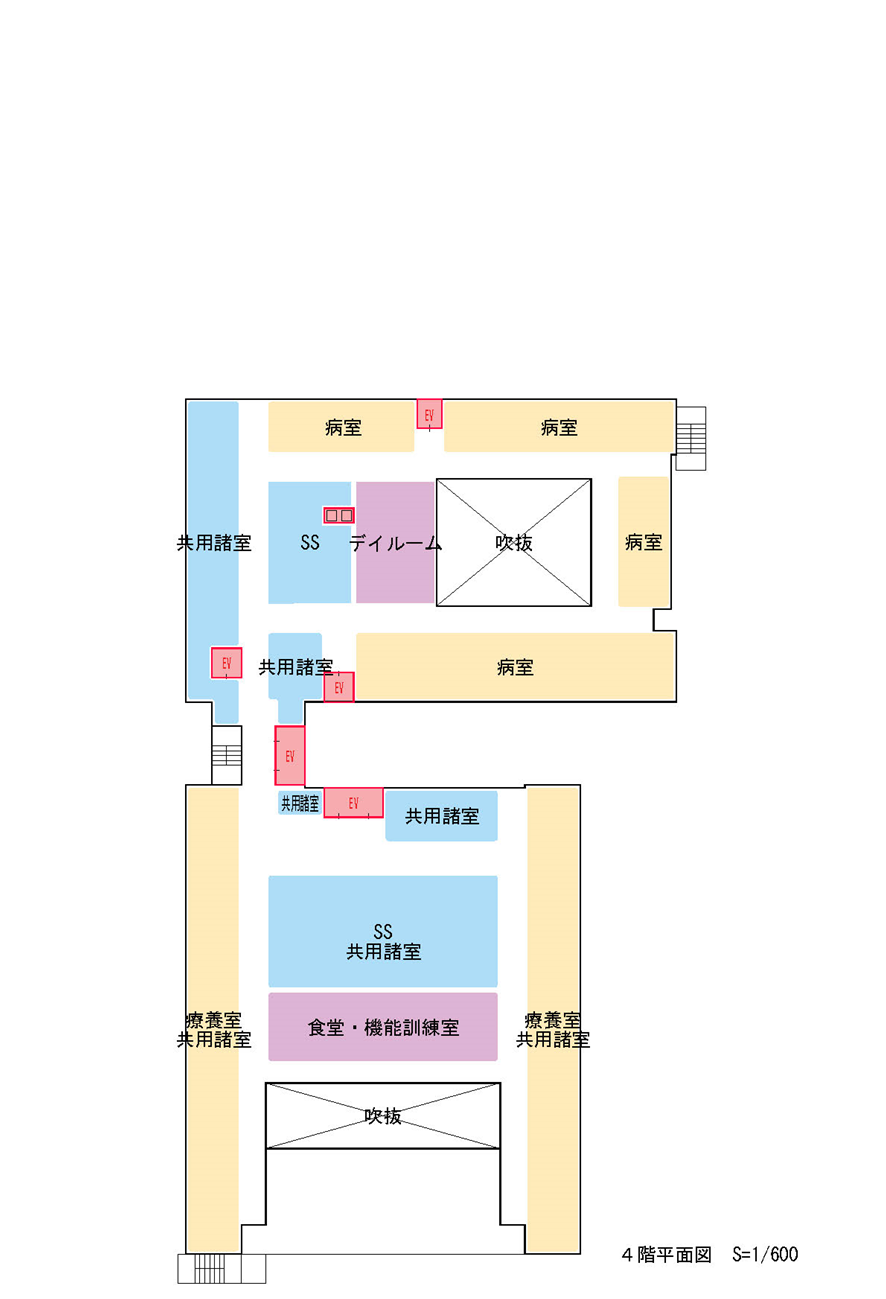 EV
病室
病室
共用諸室
SS
デイルーム
吹抜
病室
EV
共用諸室
EV
病室
EV
共用諸室
EV
共用諸室
SS
共用諸室
療養室
共用諸室
食堂・機能訓練室
療養室
共用諸室
吹抜
4階平面図 S=1/600